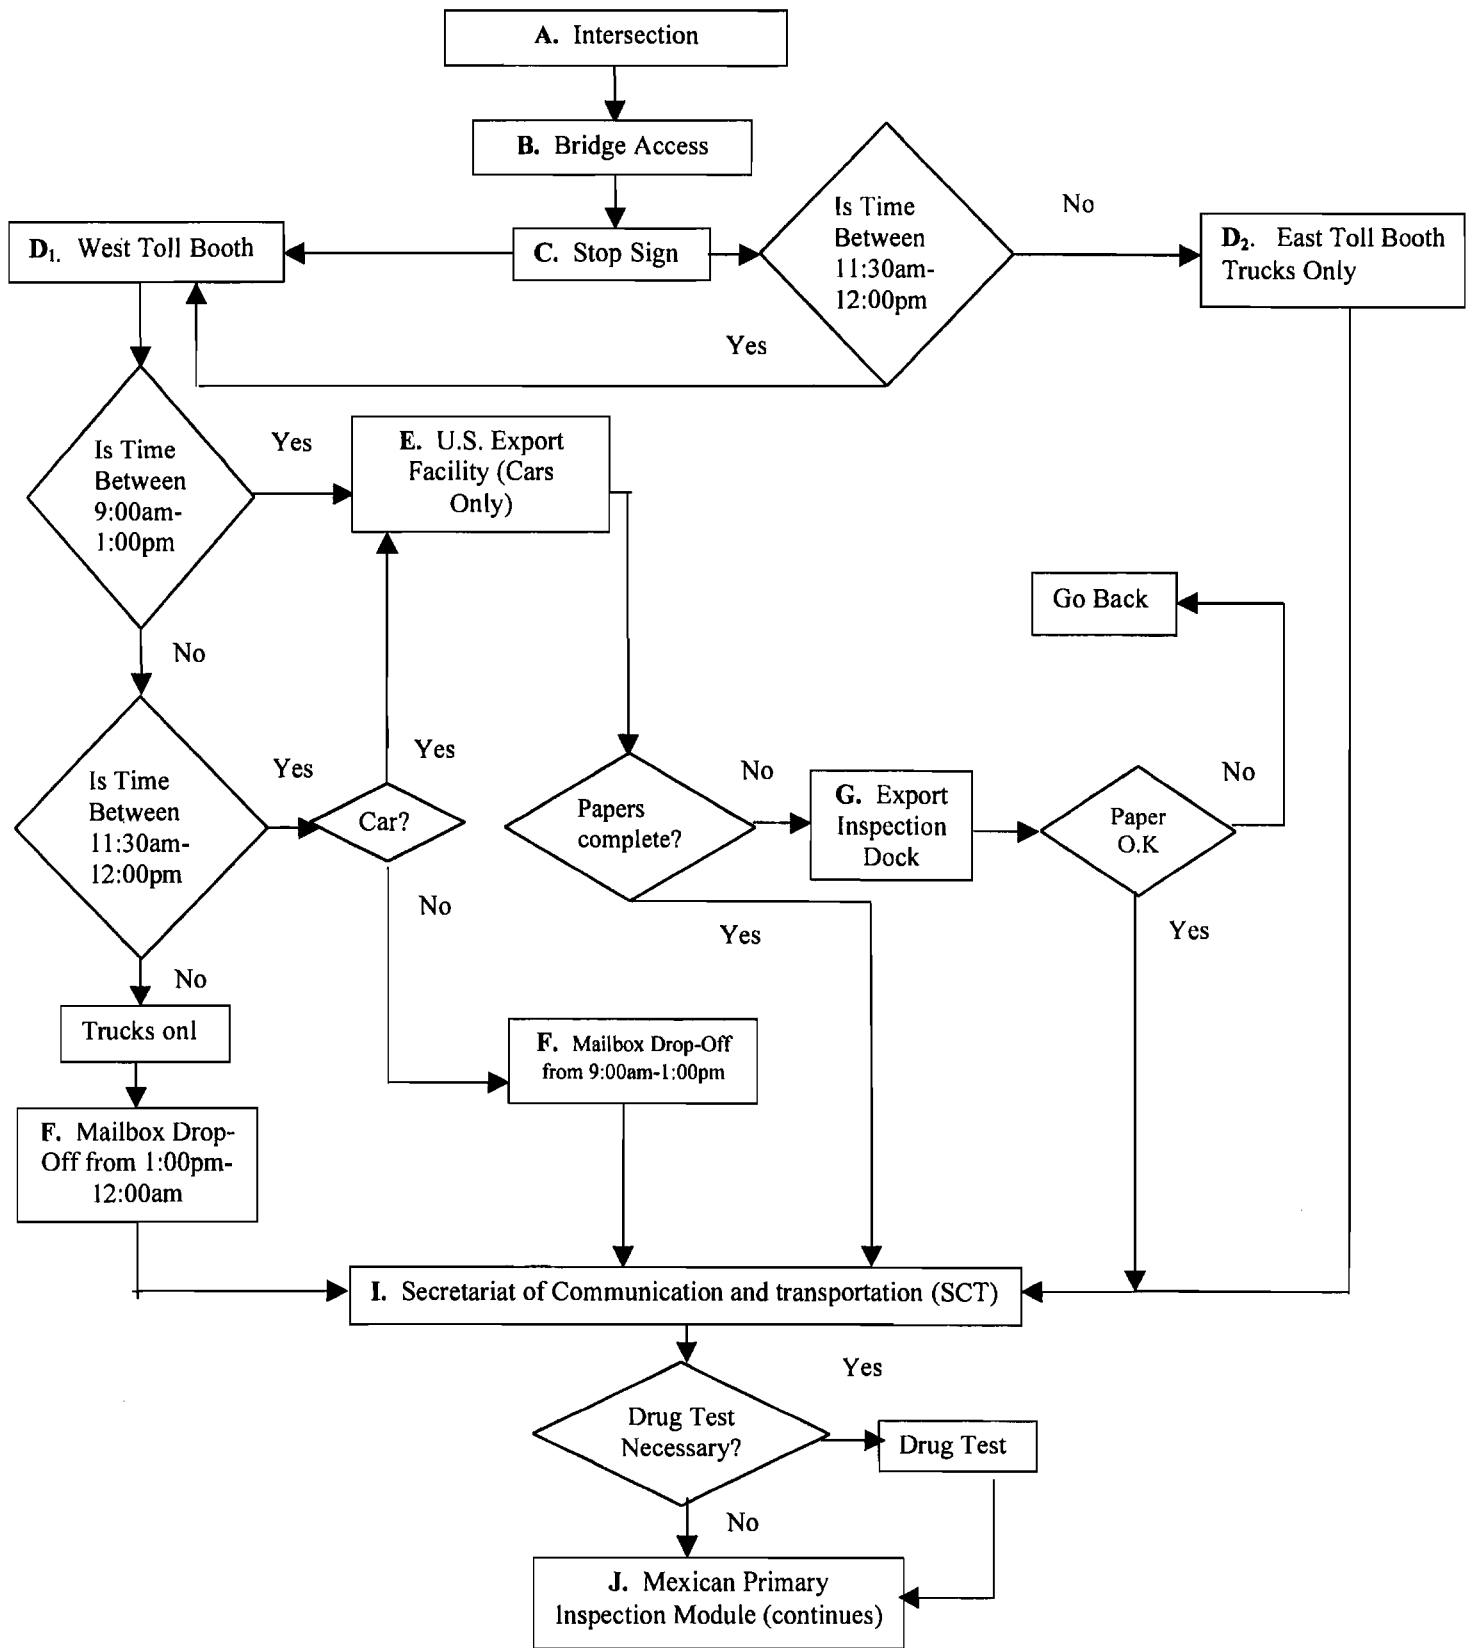 A. Intersection
B. Bridge Access
Is Time
Between
11:30am-
12:00pm
No
D1. West Toll Booth
C. Stop Sign
D2. East Toll Booth
Trucks Only
Yes
Is Time
Between
9:00am-
1:00pm
Yes
E. U.S. Export
Facility (Cars
Only)
Go Back
No
Is Time
Between
11:30am-
12:00pm
Yes
Yes
Car?
Papers
complete?
No
G. Export
Inspection
Dock
Paper
O.K
No
No
Yes
Yes
No
Trucks onl
F. Mailbox Drop-Off
from 9:00am-1:00pm
F. Mailbox Drop-
Off from 1:00pm-
12:00am
I. Secretariat of Communication and transportation (SCT)
Yes
Drug Test
Necessary?
Drug Test
No
J. Mexican Primary
Inspection Module (continues)